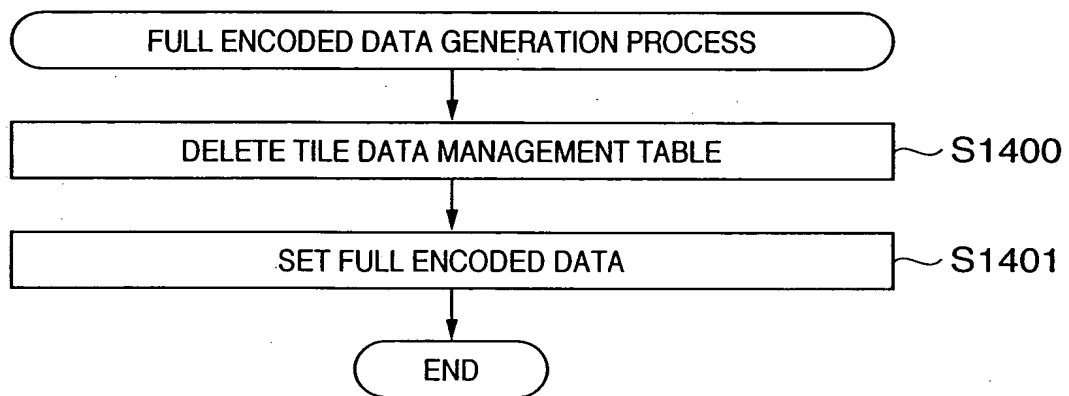 FULL ENCODED DATA GENERATION PROCESS
DELETE TILE DATA MANAGEMENT TABLE
S1400
SET FULL ENCODED DATA
S1401
END